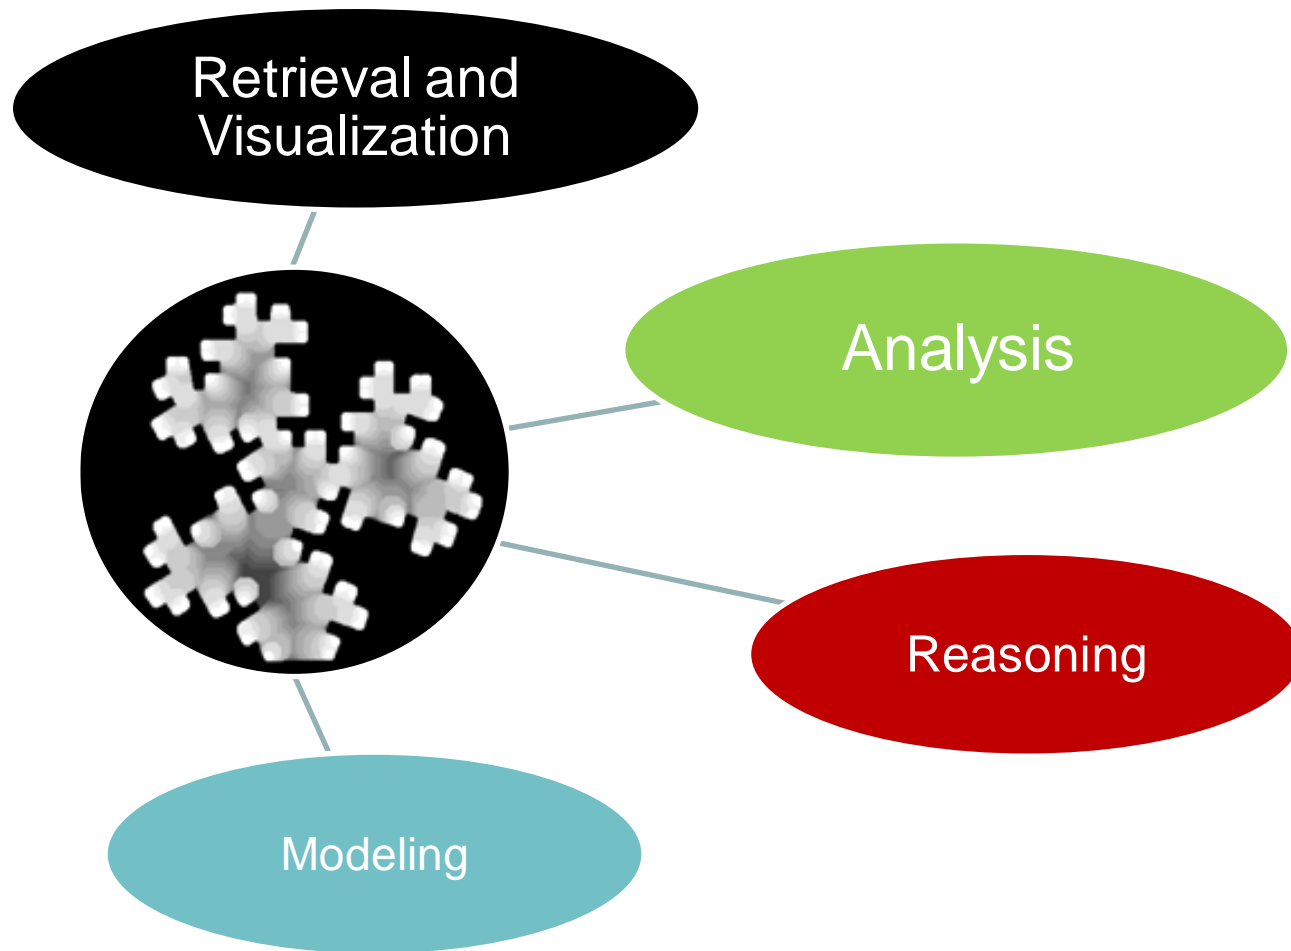 Retrieval and
Visualization
Analysis
Reasoning
Modeling